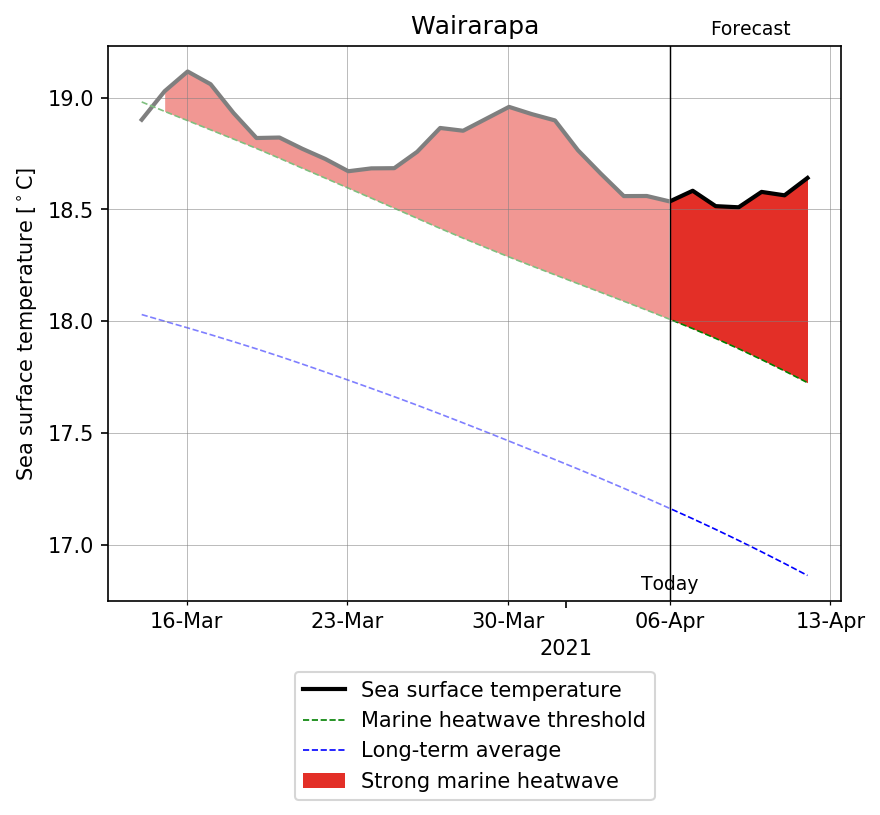 Wairarapa
Forecast
Sea surface temperature [°C]
19.0
18.5
18.0
17.5
17.0
Today
16-Mar
23-Mar
30-Mar
06-Apr
13-Apr
2021
Sea surface temperature
Marine heatwave threshold
Long-term average
Strong marine heatwave